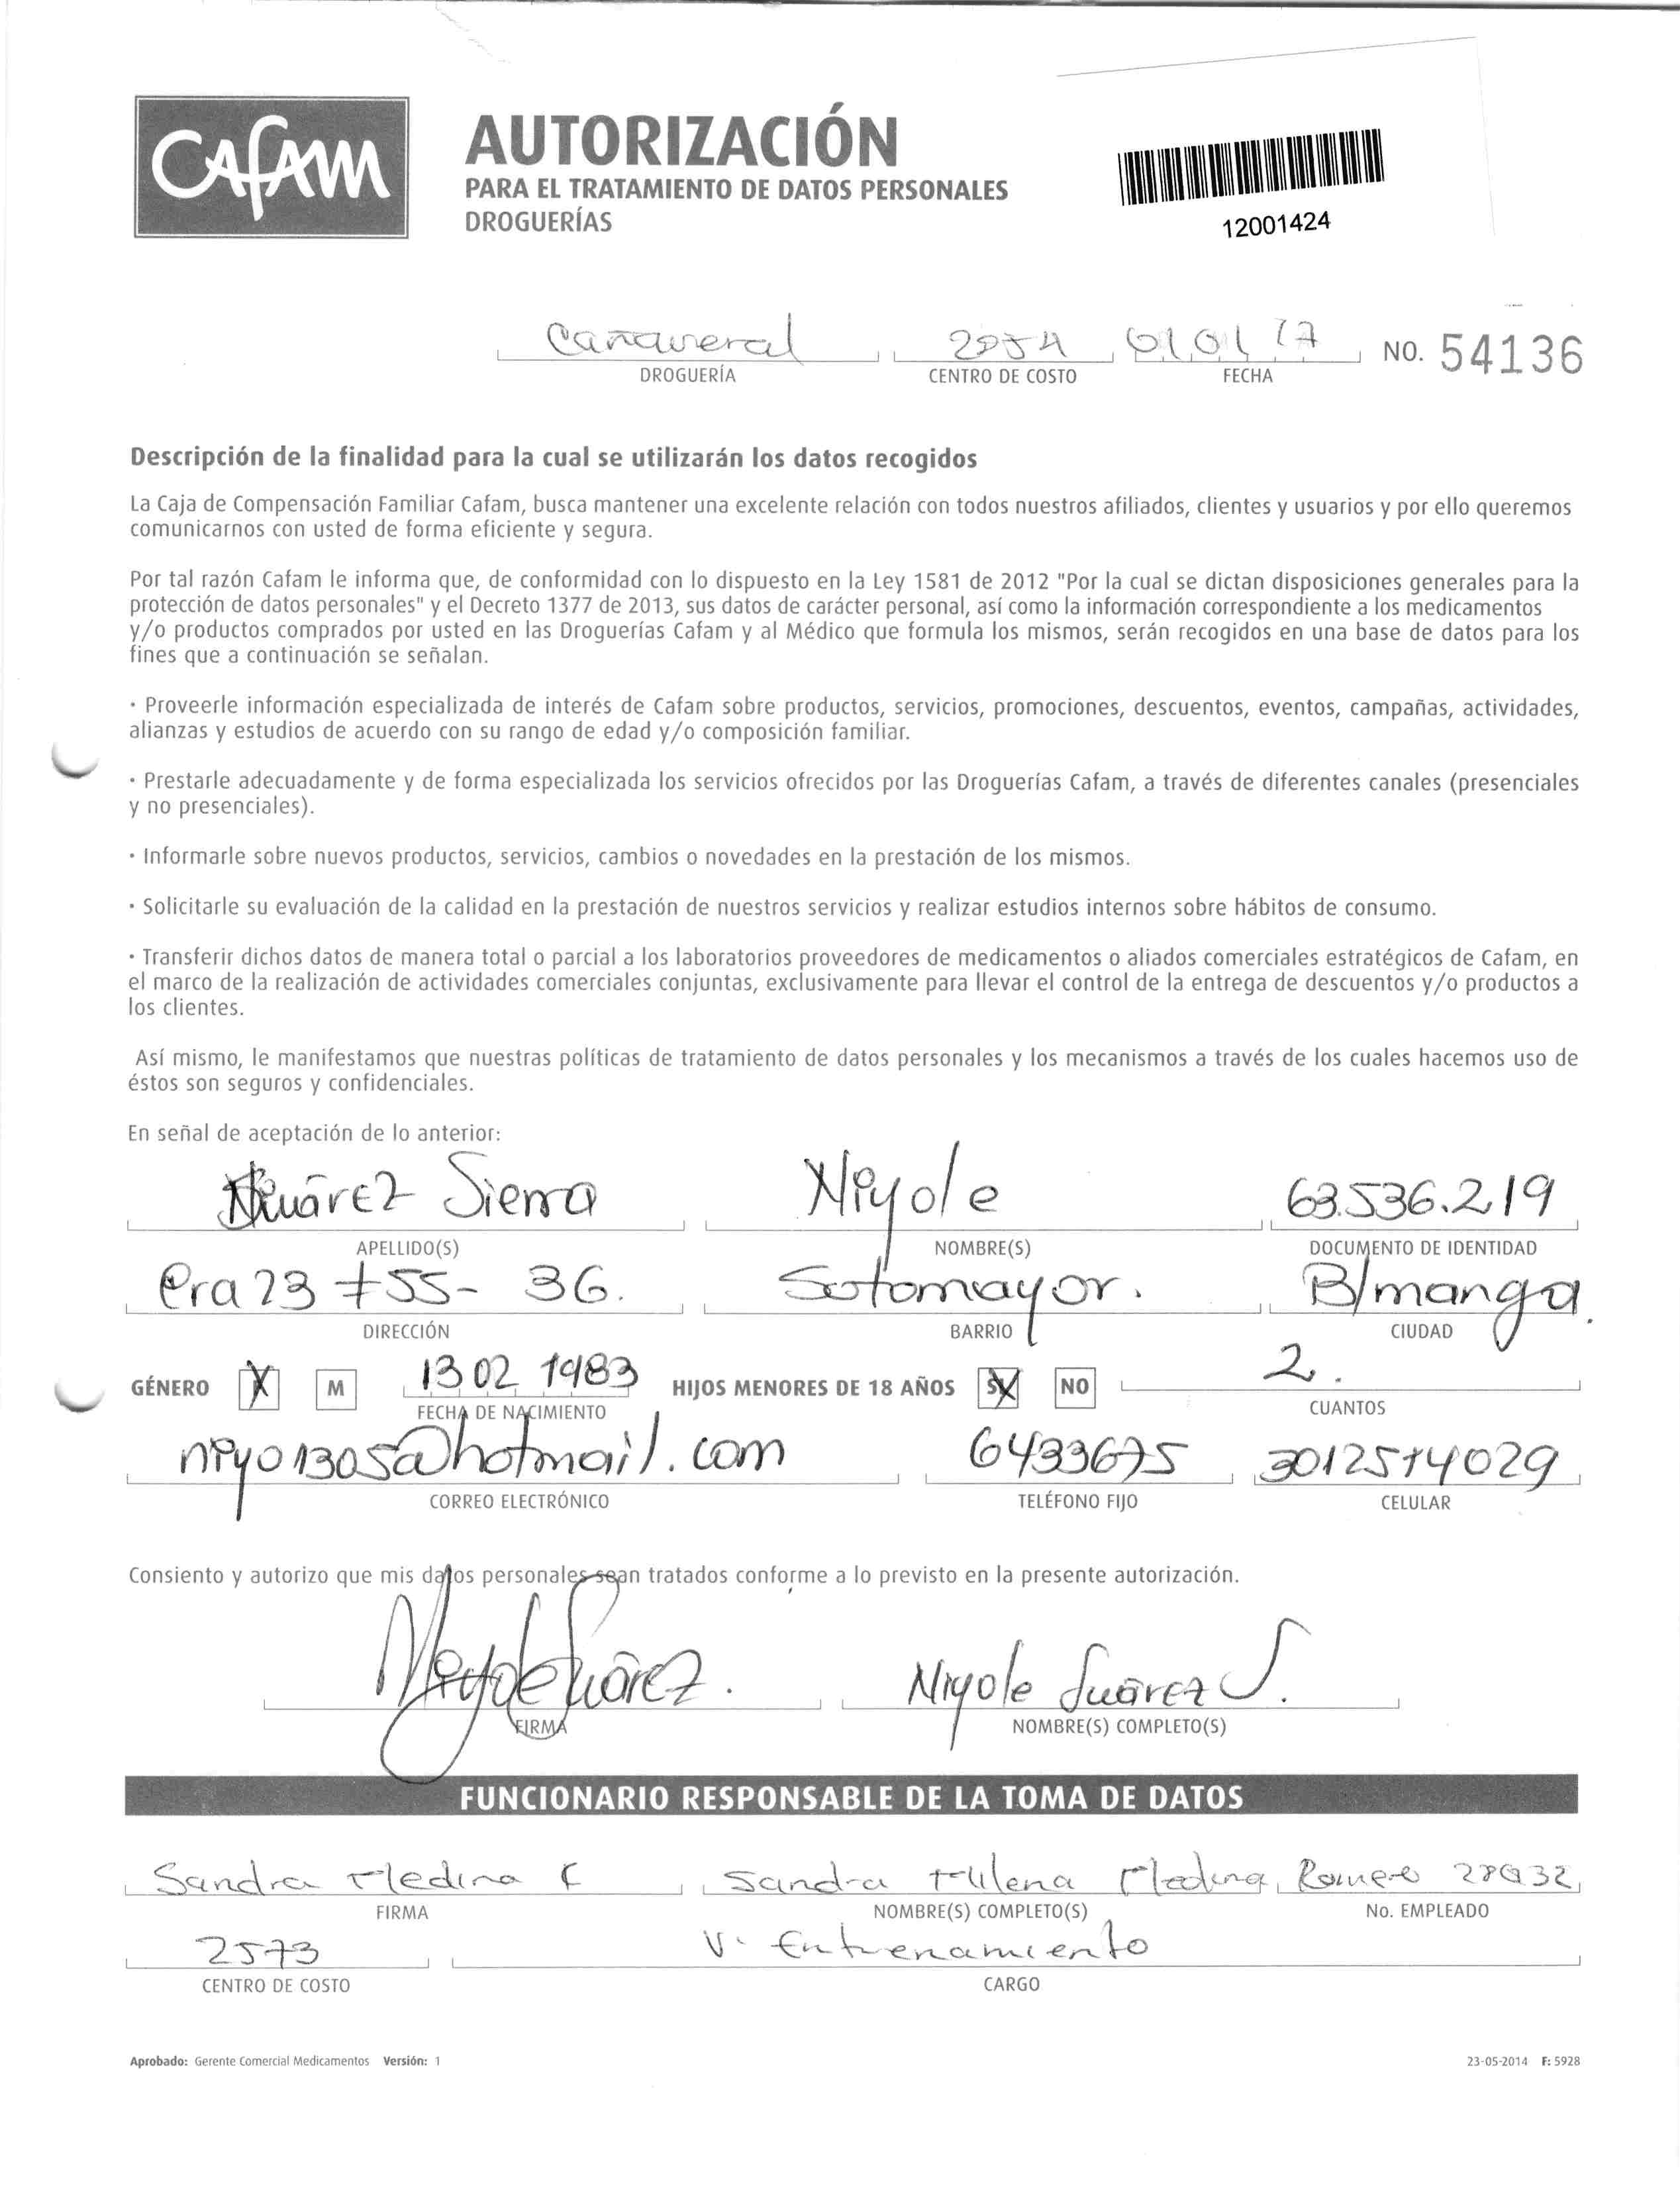 Cafam
AUTORIZACIÓN
PARA EL TRATAMIENTO DE DATOS PERSONALES
DROGUERÍAS
12001424
Cañaveral 01 01 17 NO. 54136
DROGUERÍA CENTRO DE COSTO FECHA
Descripción de la finalidad para la cual se utilizarán los datos recogidos
La Caja de Compensación Familiar Cafam, busca mantener una excelente relación con todos nuestros afiliados, clientes y usuarios y por ello queremos
comunicarnos con usted de forma eficiente y segura.
Por tal razón Cafam le informa que, de conformidad con lo dispuesto en la Ley 1581 de 2012 "Por la cual se dictan disposiciones generales para la
protección de datos personales" y el Decreto 1377 de 2013, sus datos de carácter personal, así como la información correspondiente a los medicamentos
y/o productos comprados por usted en las Droguerías Cafam y al Médico que formula los mismos, serán recogidos en una base de datos para los
fines que a continuación se señalan.
· Proveerle información especializada de interés de Cafam sobre productos, servicios, promociones, descuentos, eventos, campañas, actividades,
alianzas y estudios de acuerdo con su rango de edad y/o composición familiar.
· Prestarle adecuadamente y de forma especializada los servicios ofrecidos por las Droguerías Cafam, a través de diferentes canales (presenciales
y no presenciales).
· Informarle sobre nuevos productos, servicios, cambios o novedades en la prestación de los mismos.
· Solicitarle su evaluación de la calidad en la prestación de nuestros servicios y realizar estudios internos sobre hábitos de consumo.
· Transferir dichos datos de manera total o parcial a los laboratorios proveedores de medicamentos o aliados comerciales estratégicos de Cafam, en
el marco de la realización de actividades comerciales conjuntas, exclusivamente para llevar el control de la entrega de descuentos y/o productos a
los clientes.
Así mismo, le manifestamos que nuestras políticas de tratamiento de datos personales y los mecanismos a través de los cuales hacemos uso de
éstos son seguros y confidenciales.
En señal de aceptación de lo anterior:
Suárez Sierra Niyole 63.536.219
APELLIDO(S) NOMBRE(S) DOCUMENTO DE IDENTIDAD
Cra 23 # 55- 36. Sotomayor. B/manga.
DIRECCIÓN BARRIO CIUDAD
GÉNERO X M 13 02 1983 HIJOS MENORES DE 18 AÑOS SI X NO 2.
FECHA DE NACIMIENTO CUANTOS
niyo1305@hotmail.com 6433675 3012514029
CORREO ELECTRÓNICO TELÉFONO FIJO CELULAR
Consiento y autorizo que mis datos personales sean tratados conforme a lo previsto en la presente autorización.
Niyole Suárez. Niyole Suárez S.
FIRMA NOMBRE(S) COMPLETO(S)
FUNCIONARIO RESPONSABLE DE LA TOMA DE DATOS
Sandra Medina Sandra Milena Medina Romero
FIRMA NOMBRE(S) COMPLETO(S) No. EMPLEADO
2573 V. Entrenamiento
CENTRO DE COSTO CARGO
Aprobado: Gerente Comercial Medicamentos Versión: 1 23-05-2014 F: 5928